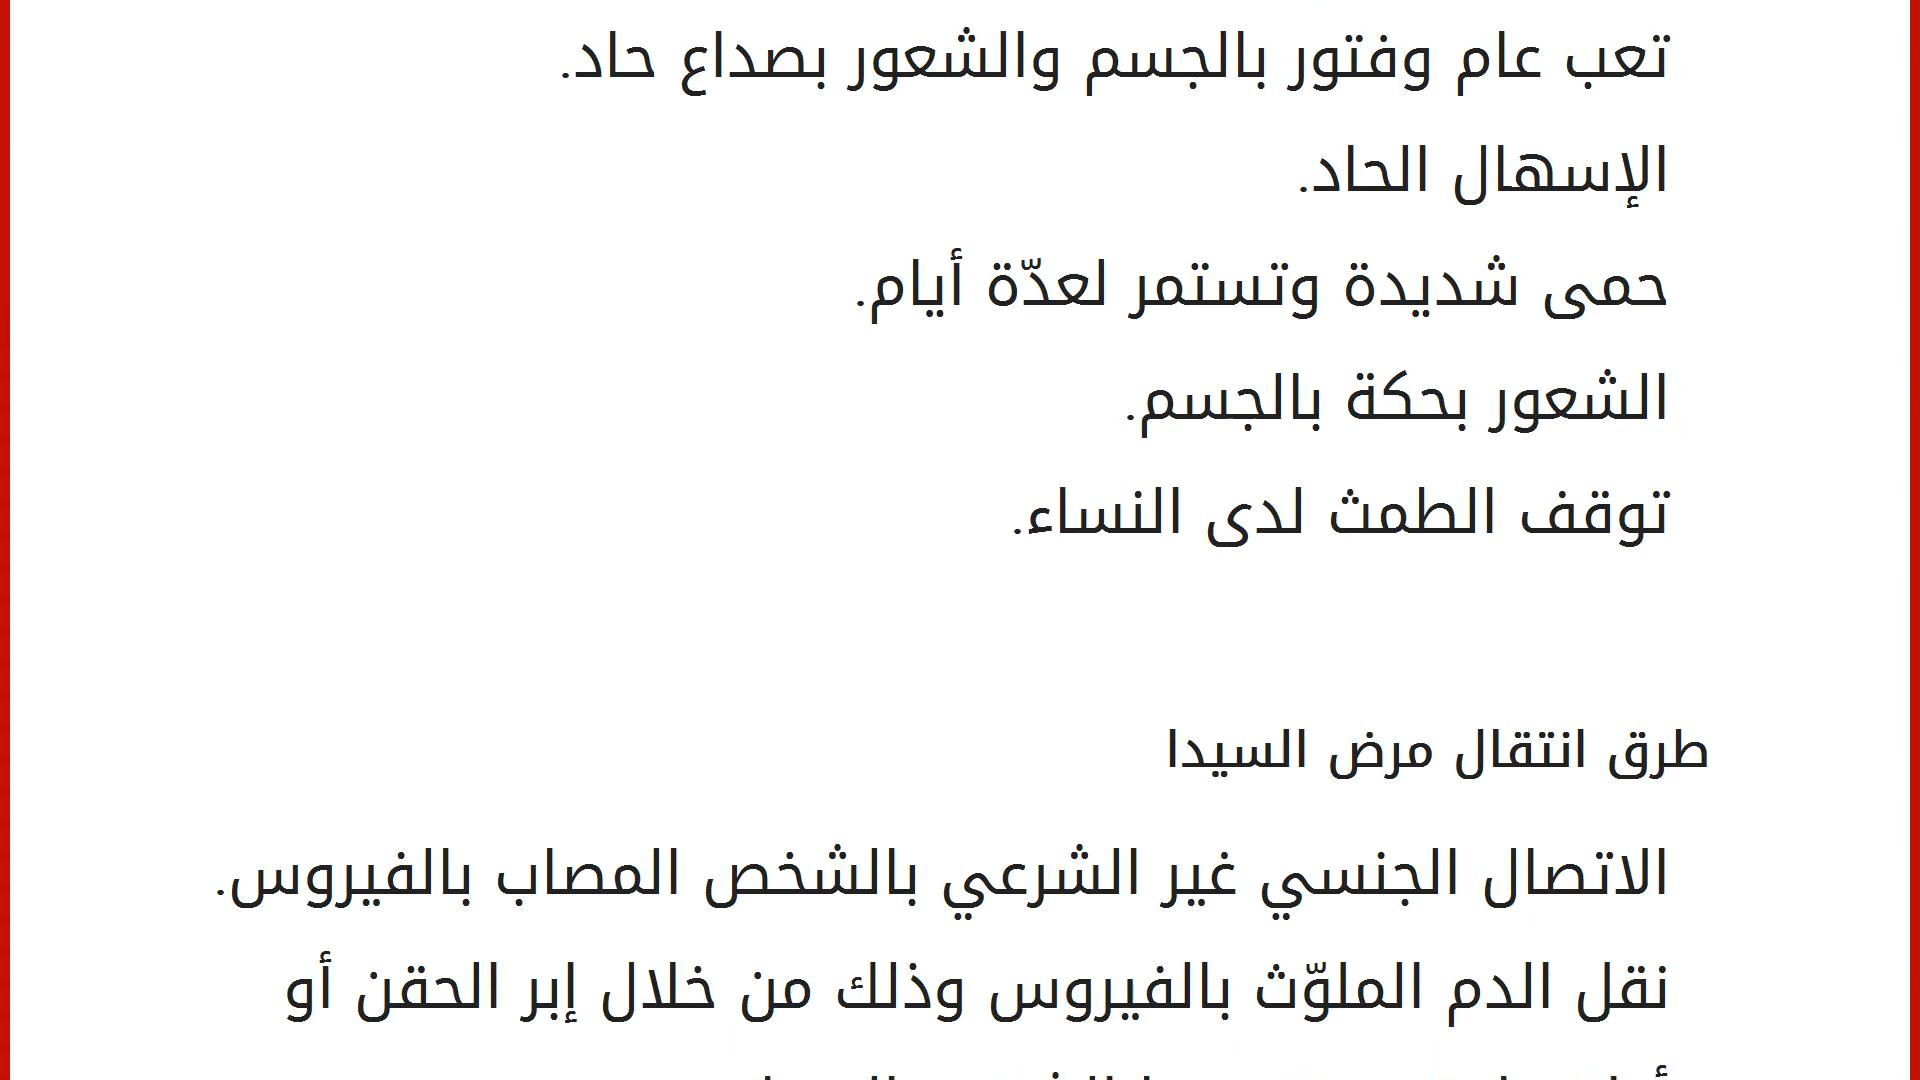 تعب عام وفتور بالجسم والشعور بصداع حاد.
الإسهال الحاد.
حمى شديدة وتستمر لعدّة أيام.
الشعور بحكة بالجسم.
توقف الطمث لدى النساء.
طرق انتقال مرض السيدا
الاتصال الجنسي غير الشرعي بالشخص المصاب بالفيروس.
نقل الدم الملوّث بالفيروس وذلك من خلال إبر الحقن أو